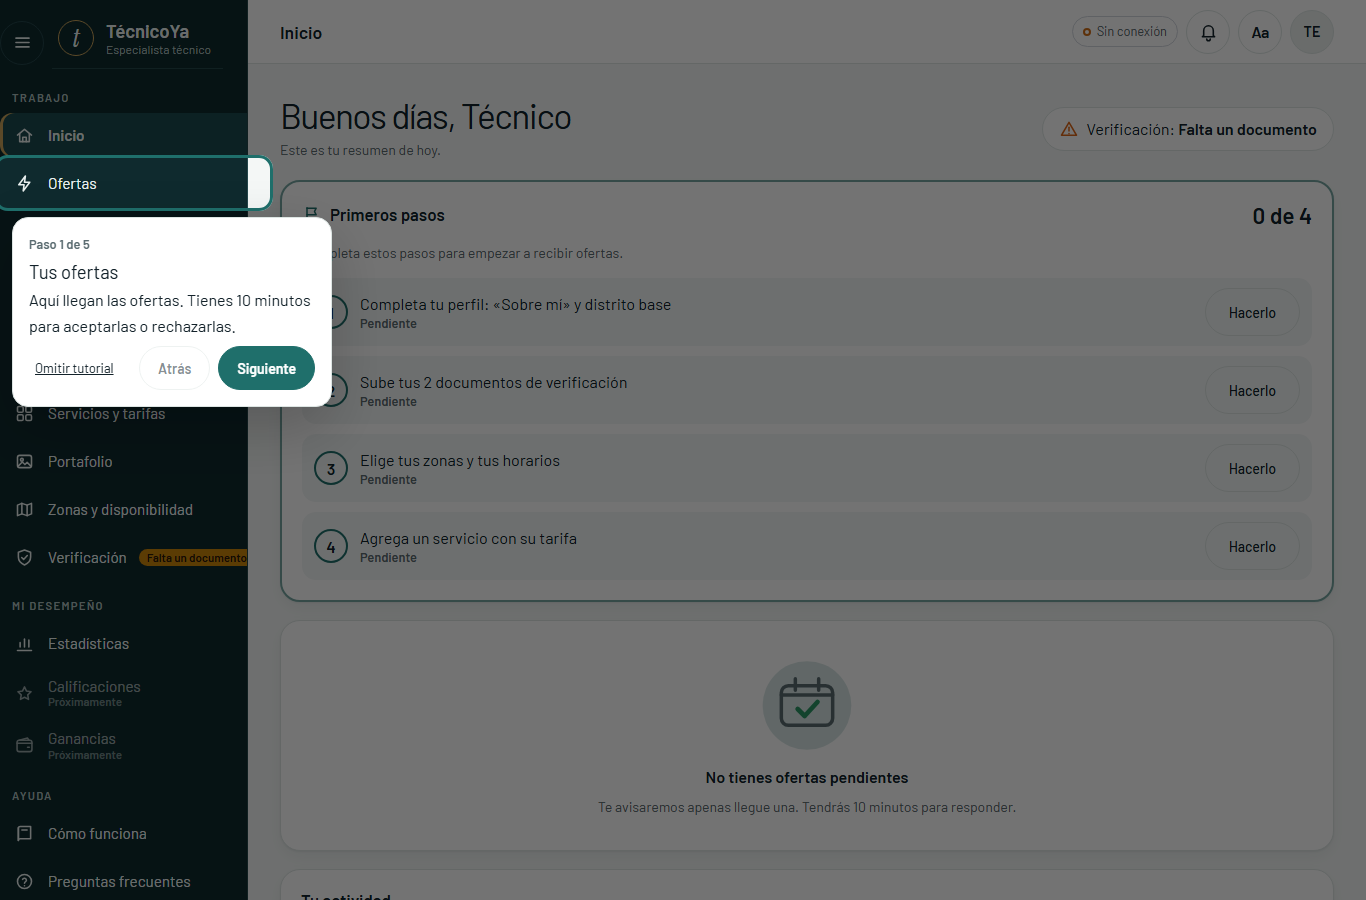 t
TécnicoYa
Especialista técnico
TRABAJO
Inicio
Ofertas
Paso 1 de 5
Tus ofertas
Aquí llegan las ofertas. Tienes 10 minutos
para aceptarlas o rechazarlas.
Omitir tutorial
Atrás
Siguiente
Servicios y tarifas
Portafolio
Zonas y disponibilidad
Verificación
Falta un documento
MI DESEMPEÑO
Estadísticas
Calificaciones
Próximamente
Ganancias
Próximamente
AYUDA
Cómo funciona
Preguntas frecuentes
Inicio
Sin conexión
Aa
TE
Buenos días, Técnico
Este es tu resumen de hoy.
Verificación: Falta un documento
Primeros pasos
0 de 4
estos pasos para empezar a recibir ofertas.
Completa tu perfil: «Sobre mí» y distrito base
Pendiente
Hacerlo
2
Sube tus 2 documentos de verificación
Pendiente
Hacerlo
3
Elige tus zonas y tus horarios
Pendiente
Hacerlo
4
Agrega un servicio con su tarifa
Pendiente
Hacerlo
No tienes ofertas pendientes
Te avisaremos apenas llegue una. Tendrás 10 minutos para responder.
Tu actividad